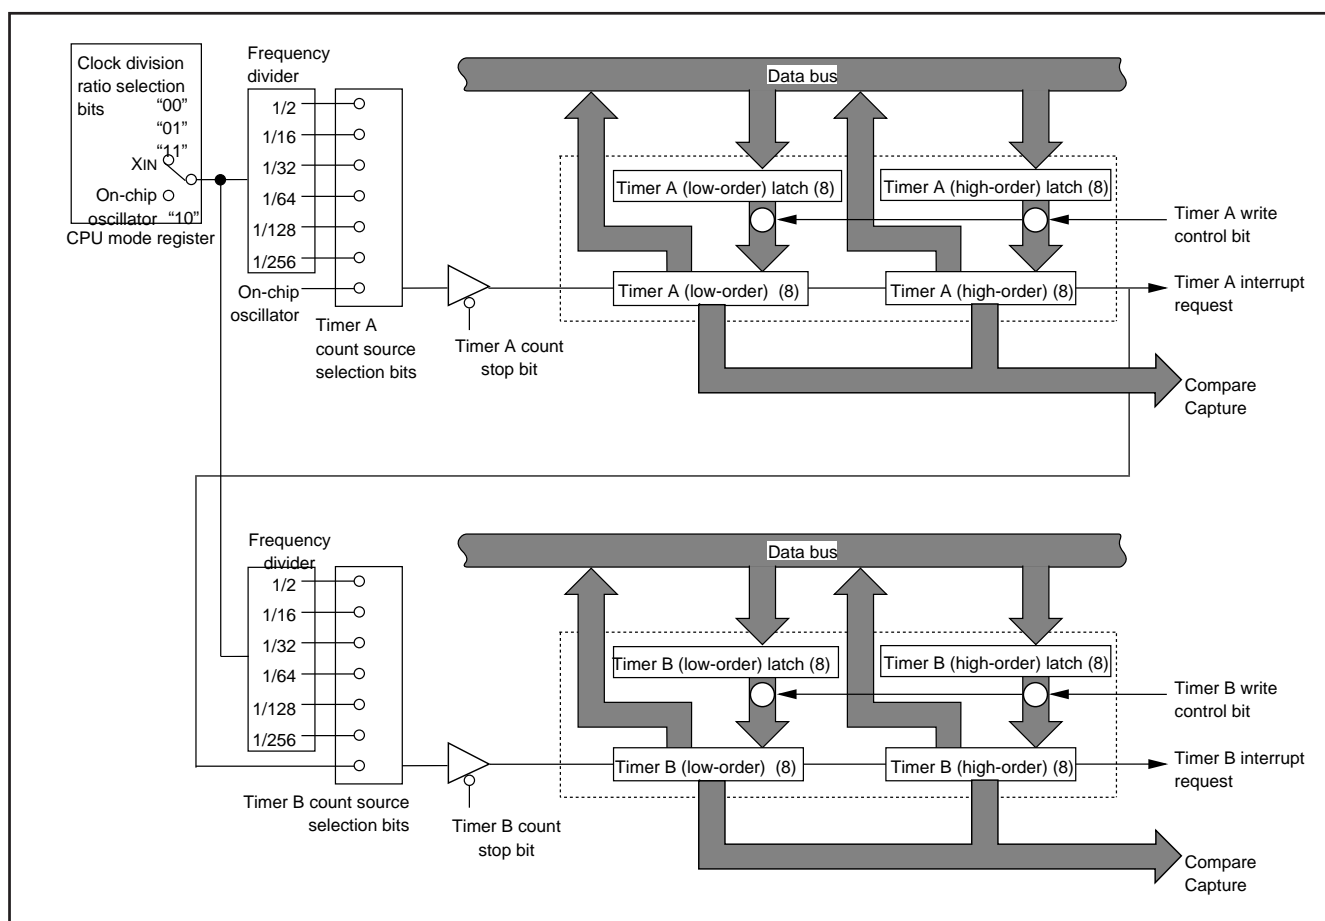 Clock division
ratio selection
bits
“00”
“01”
“11”
XIN
On-chip
oscillator “10”
CPU mode register
Frequency
divider
1/2
1/16
1/32
1/64
1/128
1/256
On-chip
oscillator
Timer A
count source
selection bits
Timer A count
stop bit
Data bus
Timer A (low-order) latch (8)
Timer A (high-order) latch (8)
Timer A write
control bit
Timer A (low-order) (8)
Timer A (high-order) (8)
Timer A interrupt
request
Compare
Capture
Frequency
divider
1/2
1/16
1/32
1/64
1/128
1/256
Timer B count source
selection bits
Timer B count
stop bit
Data bus
Timer B (low-order) latch (8)
Timer B (high-order) latch (8)
Timer B write
control bit
Timer B (low-order) (8)
Timer B (high-order) (8)
Timer B interrupt
request
Compare
Capture